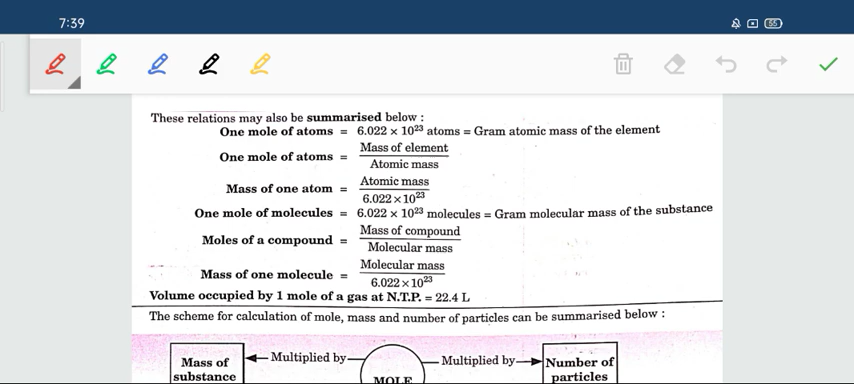 7:39
55
These relations may also be summarised below :
One mole of atoms = 6.022 × 10²³ atoms = Gram atomic mass of the element
One mole of atoms = Mass of element
Atomic mass
Mass of one atom = Atomic mass
6.022×10²³
One mole of molecules = 6.022 × 10²³ molecules = Gram molecular mass of the substance
Moles of a compound = Mass of compound
Molecular mass
Mass of one molecule = Molecular mass
6.022×10²³
Volume occupied by 1 mole of a gas at N.T.P. = 22.4 L
The scheme for calculation of mole, mass and number of particles can be summarised below :
Mass of substance
Multiplied by
MOLE
Multiplied by
Number of particles